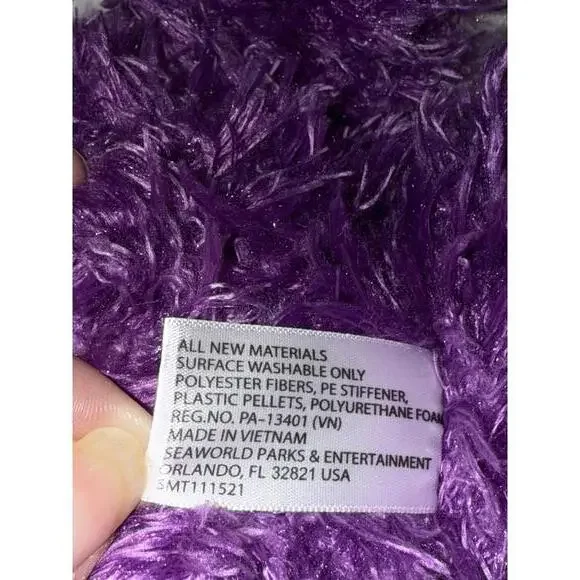 ALL NEW MATERIALS
SURFACE WASHABLE ONLY
POLYESTER FIBERS, PE STIFFENER,
PLASTIC PELLETS, POLYURETHANE FOAM
REG.NO. PA-13401 (VN)
MADE IN VIETNAM
SEAWORLD PARKS & ENTERTAINMENT
ORLANDO, FL 32821 USA
SMT111521